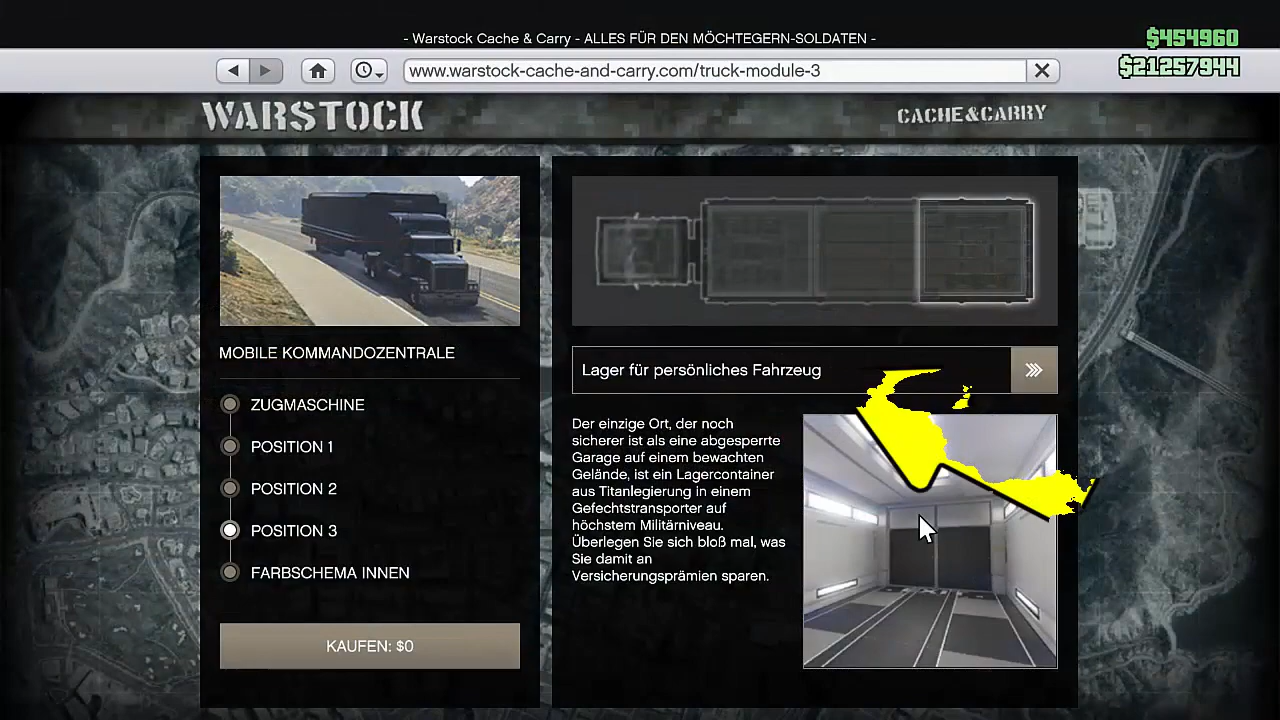 - Warstock Cache & Carry - ALLES FÜR DEN MÖCHTEGERN-SOLDATEN -
$454960
$21257944
www.warstock-cache-and-carry.com/truck-module-3
WARSTOCK
CACHE&CARRY
MOBILE KOMMANDOZENTRALE
ZUGMASCHINE
POSITION 1
POSITION 2
POSITION 3
FARBSCHEMA INNEN
KAUFEN: $0
Lager für persönliches Fahrzeug
Der einzige Ort, der noch
sicherer ist als eine abgesperrte
Garage auf einem bewachten
Gelände, ist ein Lagercontainer
aus Titanlegierung in einem
Gefechtstransporter auf
höchstem Militärniveau.
Überlegen Sie sich bloß mal, was
Sie damit an
Versicherungsprämien sparen.